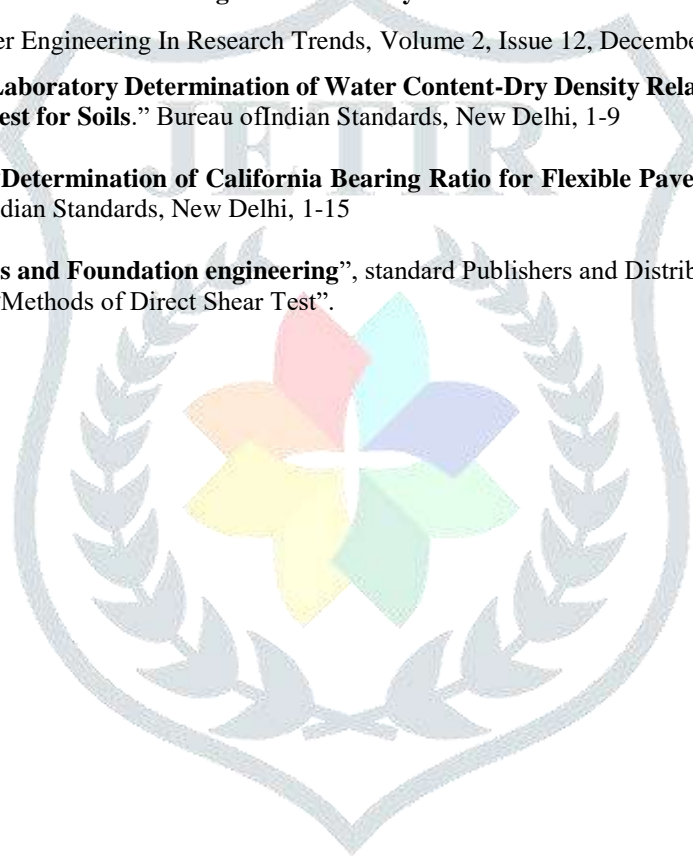 er Engineering In Research Trends, Volume 2, Issue 12, Decembe
Laboratory Determination of Water Content-Dry Density Rela
est for Soils.” Bureau ofIndian Standards, New Delhi, 1-9
JETIR
Determination of California Bearing Ratio for Flexible Pave
dian Standards, New Delhi, 1-15
s and Foundation engineering”, standard Publishers and Distrib
“Methods of Direct Shear Test”.